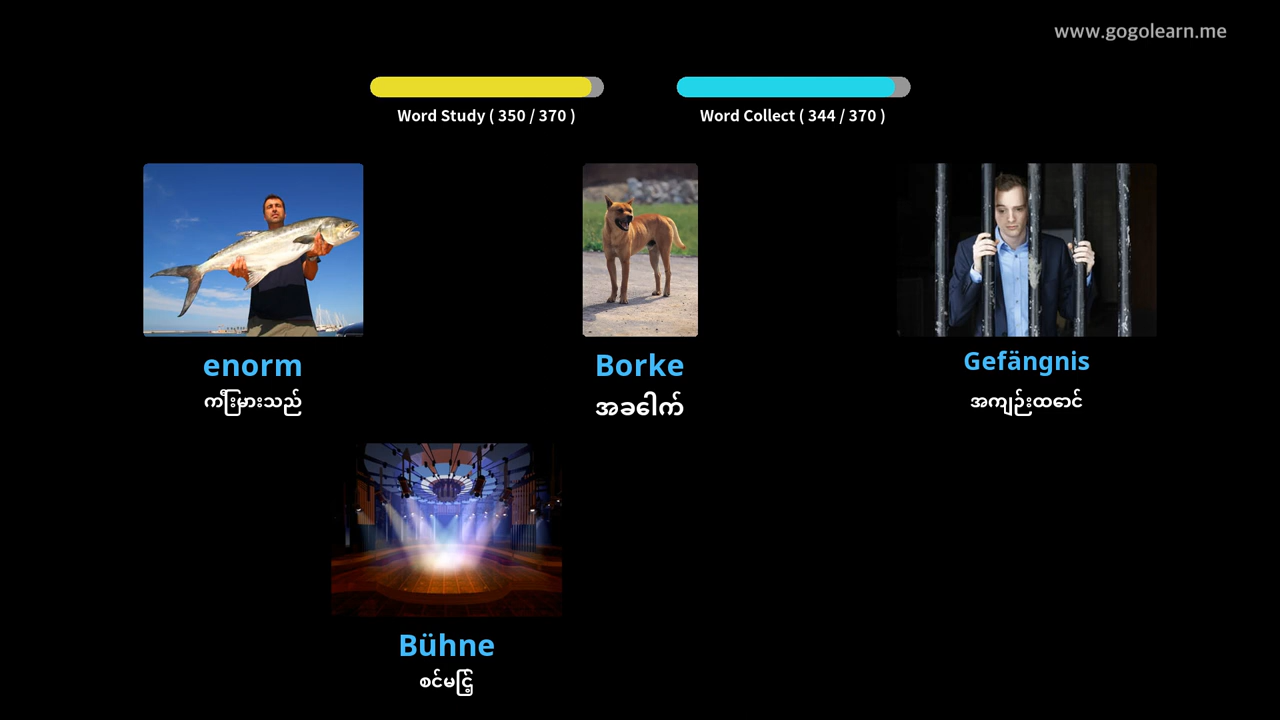 www.gogolearn.me
Word Study ( 350 / 370 )
Word Collect ( 344 / 370 )
enorm
Borke
Gefängnis
ကြီးမားသည်
အခေါက်
အကျဉ်းထောင်
Bühne
စင်မြင့်